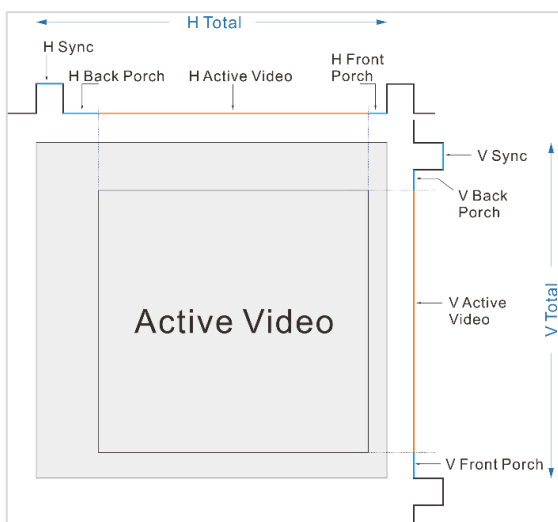 H Total
H Sync
H Back Porch
H Active Video
H Front
Porch
V Sync
V Back
Porch
Active Video
V Active
Video
V Total
V Front Porch